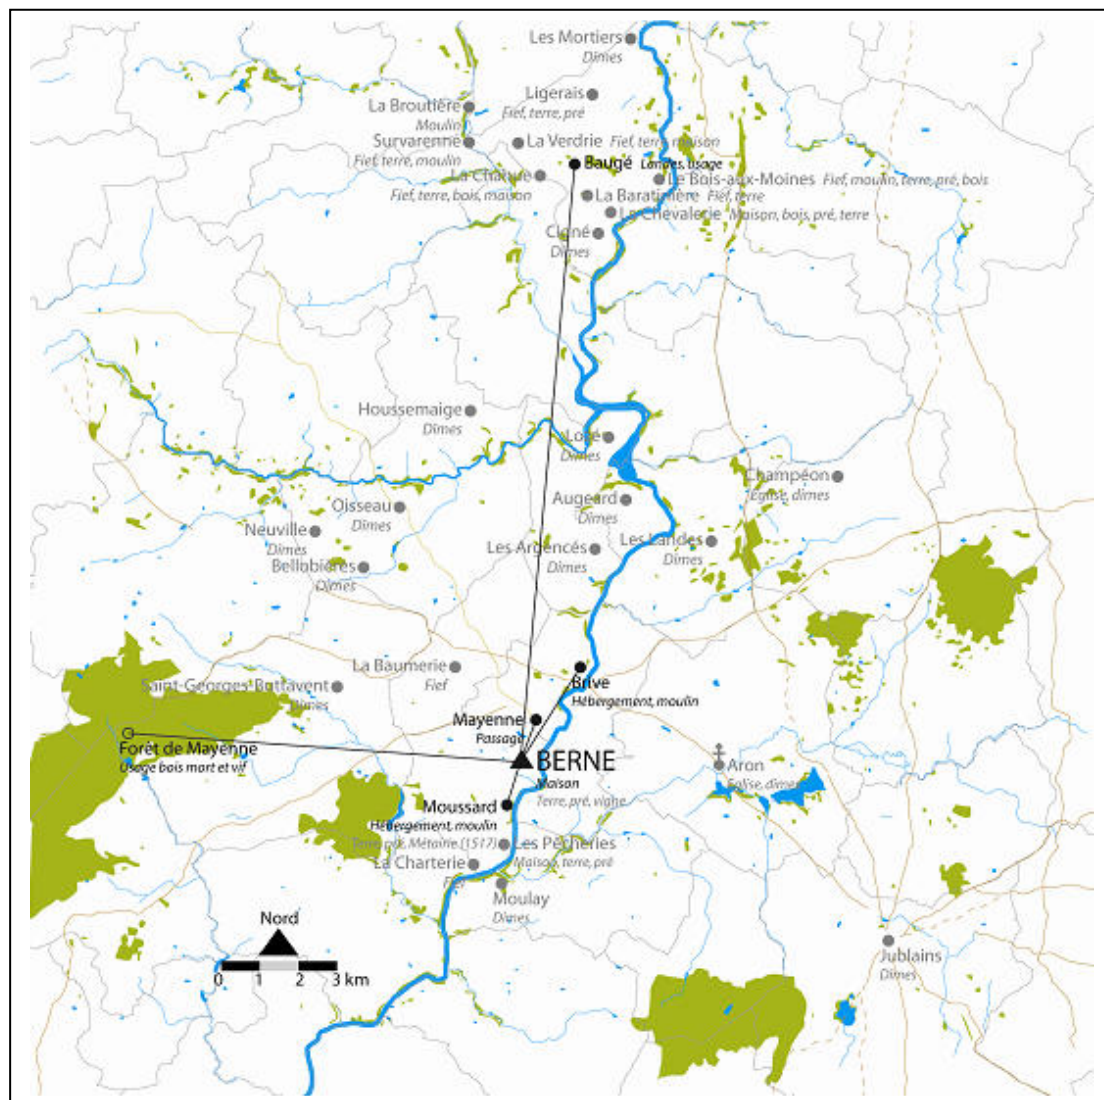 Les Mortiers
Dîmes
Ligerais
Fief, terre, pré
La Broutière
Moulin
Survarenne
Fief, terre, moulin
La Verdrie Fief, terre, maison
Baugé Landes, usage
La Chaque
Fief, terre, bois, maison
Le Bois-aux-Moines Fief, moulin, terre, pré, bois
La Baratinière Fief, terre
La Chevalerie Maison, bois, pré, terre
Cigné
Dîmes
Houssemaige
Dîmes
Loré
Dîmes
Champéon
Eglise, dîmes
Oisseau
Dîmes
Augeard
Dîmes
Neuville
Dîmes
Les Argencés
Dîmes
Les Landes
Dîmes
Bellobières
Dîmes
La Baumerie
Fief
Brive
Hébergement, moulin
Saint-Georges Buttavent
Dîmes
Mayenne
Passage
Forêt de Mayenne
Usage bois mort et vif
BERNE
Maison
Terre, pré, vigne
Aron
Eglise, dîmes
Moussard
Hébergement, moulin
Terre, pré, Métairie (1517)
Les Pêcheries
Maison, terre, pré
La Charterie
Fief
Moulay
Dîmes
Nord
0 1 2 3 km
Jublains
Dîmes